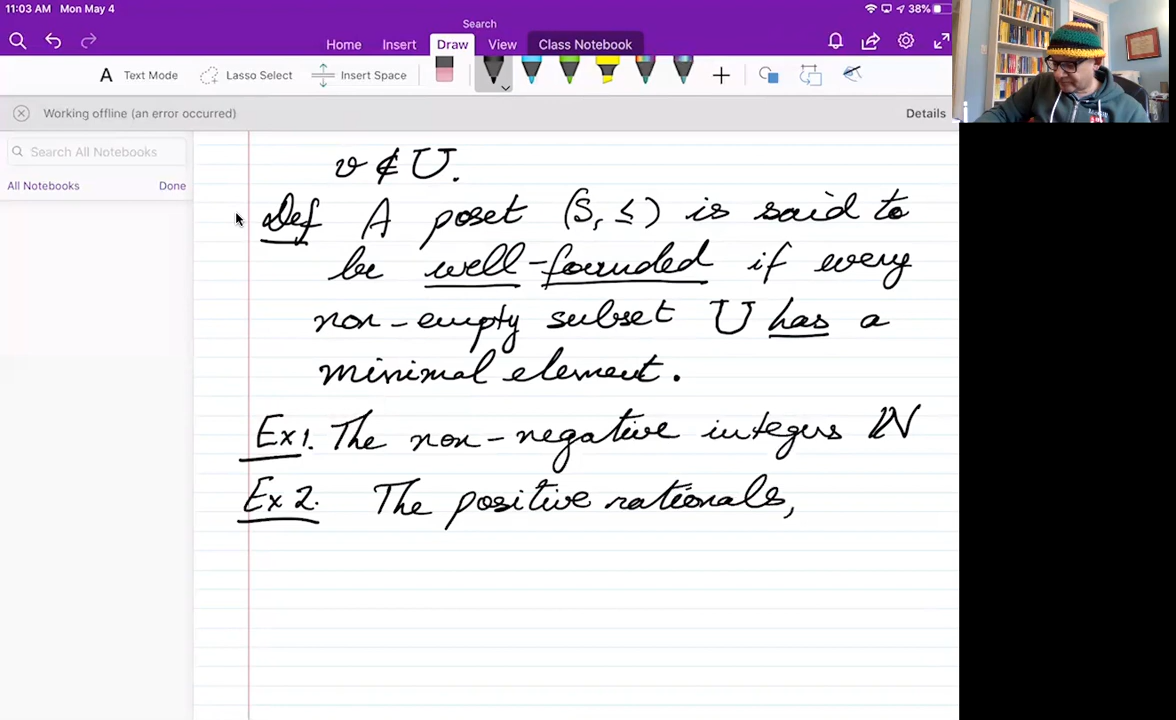 11:03 AM Mon May 4
38%
Search
Home Insert Draw View Class Notebook
Text Mode Lasso Select Insert Space
Working offline (an error occurred) Details
Search All Notebooks
All Notebooks Done
v ∉ U.
Def A poset (S, ≤) is said to
be well-founded if every
non-empty subset U has a
minimal element.
Ex 1. The non-negative integers ℕ
Ex 2. The positive rationals,